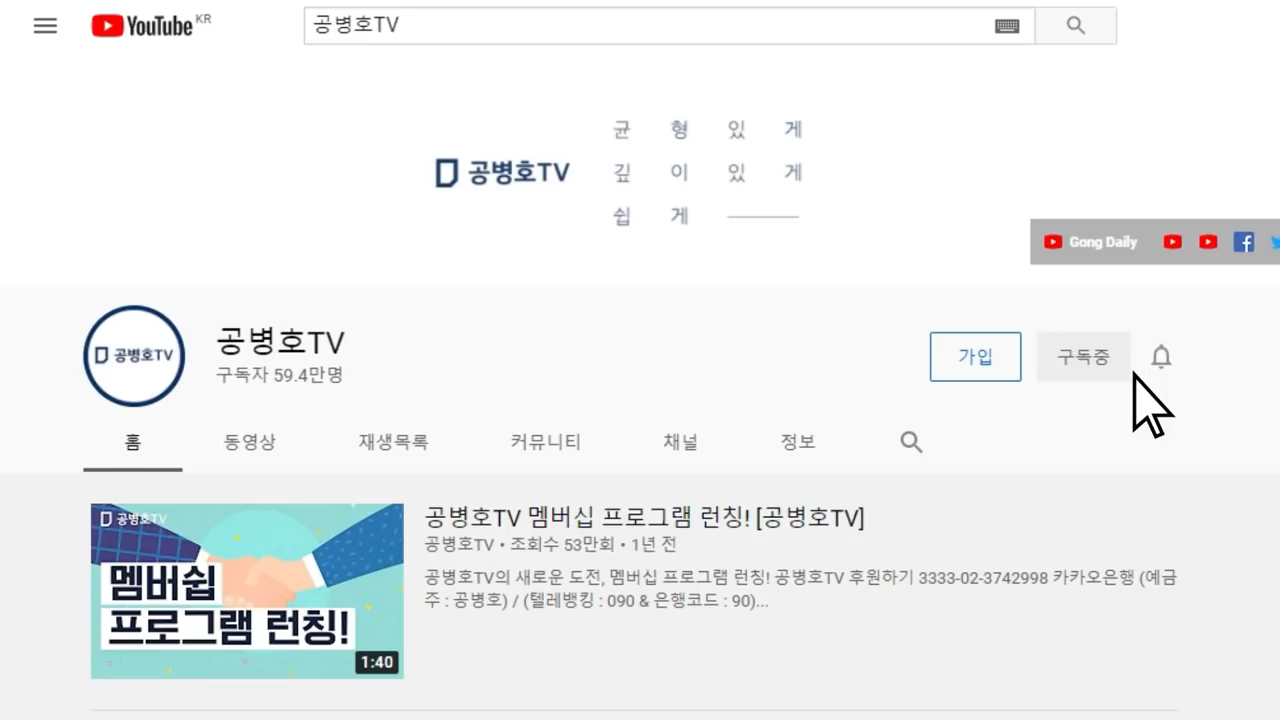 YouTube KR
공병호TV
균 형 있 게
공병호TV
깊 이 있 게
쉽 게
Gong Daily
공병호TV
공병호TV
구독자 59.4만명
가입
구독중
홈
동영상
재생목록
커뮤니티
채널
정보
공병호TV
멤버쉽
프로그램 런칭!
1:40
공병호TV 멤버십 프로그램 런칭! [공병호TV]
공병호TV • 조회수 53만회 • 1년 전
공병호TV의 새로운 도전, 멤버십 프로그램 런칭! 공병호TV 후원하기 3333-02-3742998 카카오은행 (예금
주 : 공병호) / (텔레뱅킹 : 090 & 은행코드 : 90)...